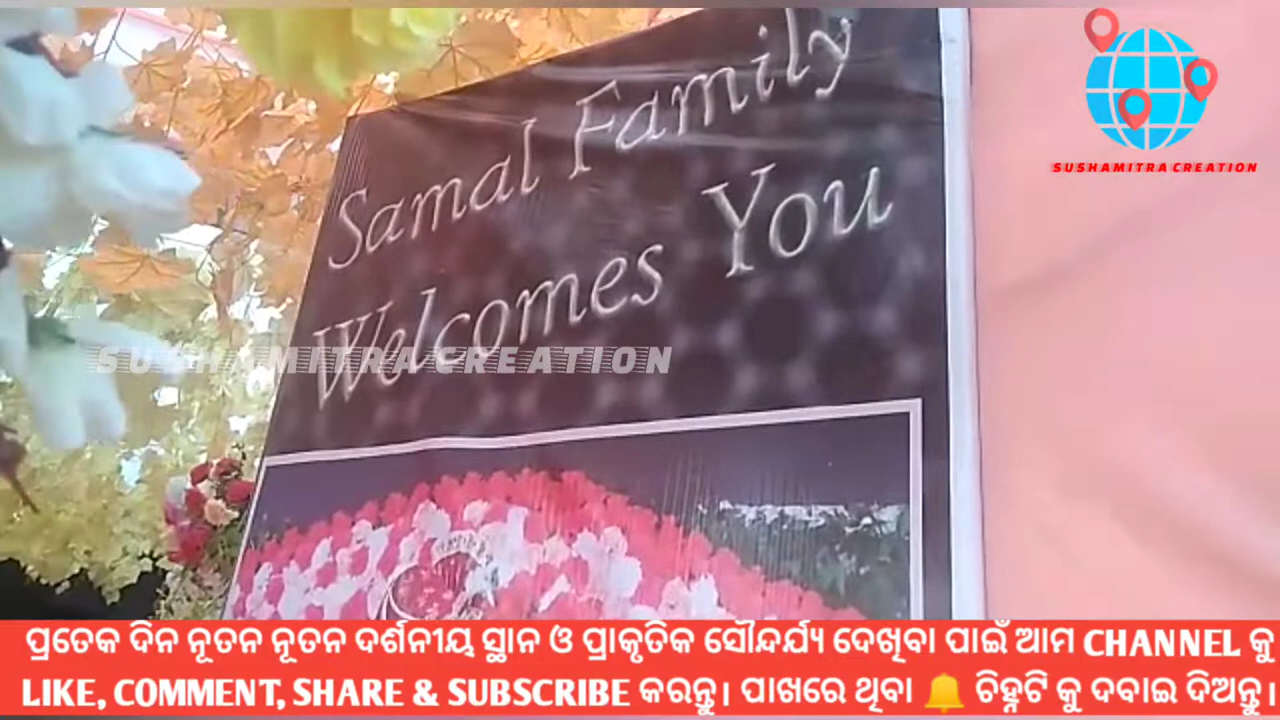 Samal Family
Welcomes You
SUSHAMITRA CREATION
SUSHAMITRA CREATION
ପ୍ରତେକ ଦିନ ନୂତନ ନୂତନ ଦର୍ଶନୀୟ ସ୍ଥାନ ଓ ପ୍ରାକୃତିକ ସୌନ୍ଦର୍ଯ୍ୟ ଦେଖିବା ପାଇଁ ଆମ CHANNEL କୁ
LIKE, COMMENT, SHARE & SUBSCRIBE କରନ୍ତୁ। ପାଖରେ ଥିବା 🔔 ଚିହ୍ନଟି କୁ ଦବାଇ ଦିଅନ୍ତୁ।